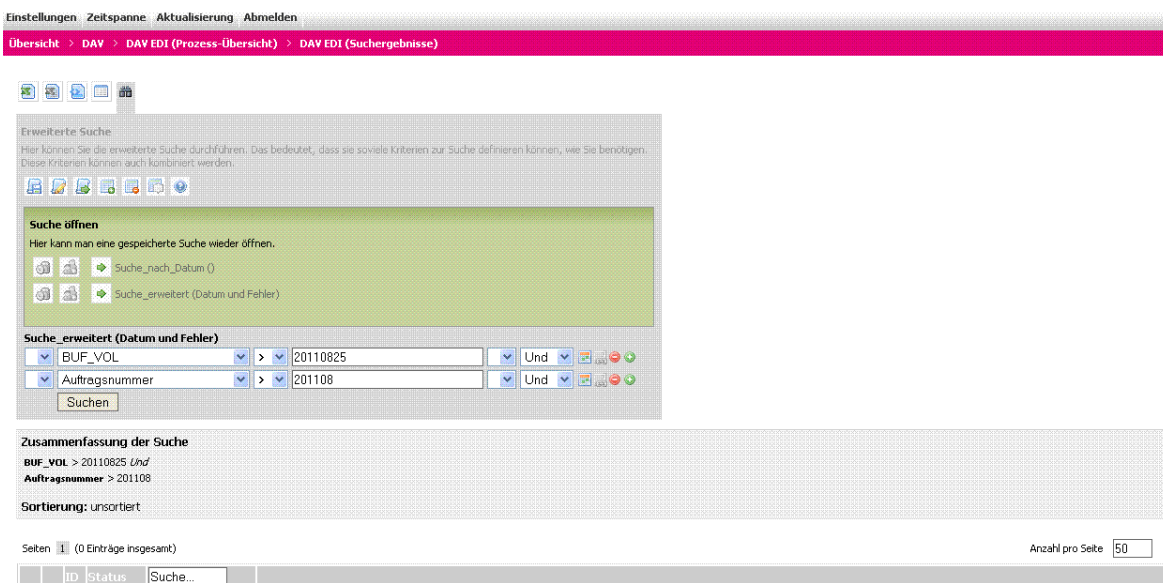 Einstellungen Zeitspanne Aktualisierung Abmelden
Übersicht > DAV > DAV EDI (Prozess-Übersicht) > DAV EDI (Suchergebnisse)
Erweiterte Suche
Hier können Sie die erweiterte Suche durchführen. Das bedeutet, dass sie soviele Kriterien zur Suche definieren können, wie Sie benötigen.
Diese Kriterien können auch kombiniert werden.
Suche öffnen
Hier kann man eine gespeicherte Suche wieder öffnen.
Suche_nach_Datum ()
Suche_erweitert (Datum und Fehler)
Suche_erweitert (Datum und Fehler)
BUF_VOL > 20110825 Und
Auftragsnummer > 201108 Und
Suchen
Zusammenfassung der Suche
BUF_VOL > 20110825 Und
Auftragsnummer > 201108
Sortierung: unsortiert
Seiten 1 (0 Einträge insgesamt) Anzahl pro Seite 50
ID Status Suche...